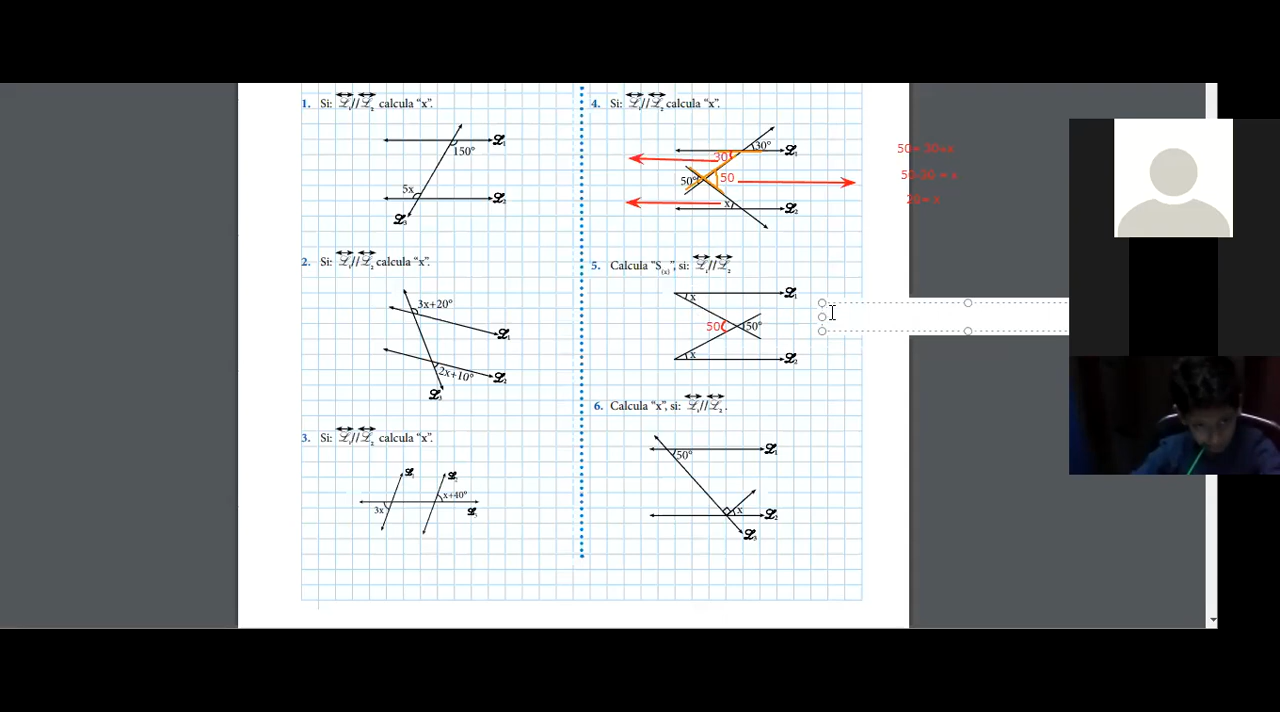 1. Si: ℒ₁ // ℒ₂ calcula “x”.
ℒ₁
150°
5x
ℒ₂
ℒ₃
2. Si: ℒ₁ // ℒ₂ calcula “x”.
3x+20°
ℒ₁
2x+10°
ℒ₂
ℒ₃
3. Si: ℒ₁ // ℒ₂ calcula “x”.
ℒ₁
ℒ₂
x+40°
3x
ℒ₃
4. Si: ℒ₁ // ℒ₂ calcula “x”.
30°
ℒ₁
30
50°
50
x
ℒ₂
50= 30+x
50-30 = x
20= x
5. Calcula “S₍ₓ₎”, si: ℒ₁ // ℒ₂
ℒ₁
x
50
50°
x
ℒ₂
6. Calcula “x”, si: ℒ₁ // ℒ₂.
ℒ₁
50°
x
ℒ₂
ℒ₃